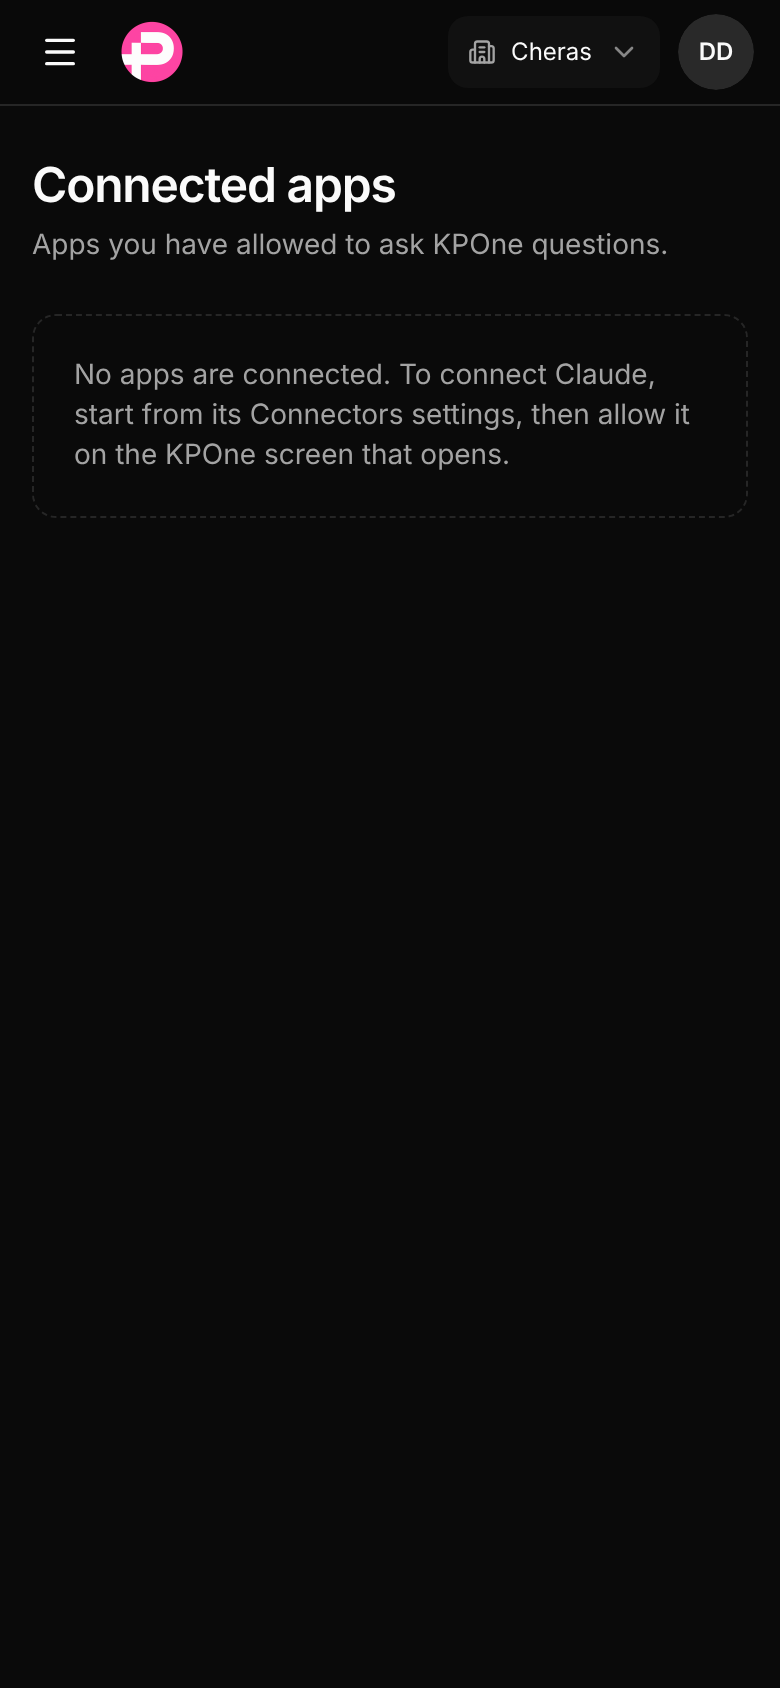 Cheras
DD
Connected apps
Apps you have allowed to ask KPOne questions.
No apps are connected. To connect Claude,
start from its Connectors settings, then allow it
on the KPOne screen that opens.